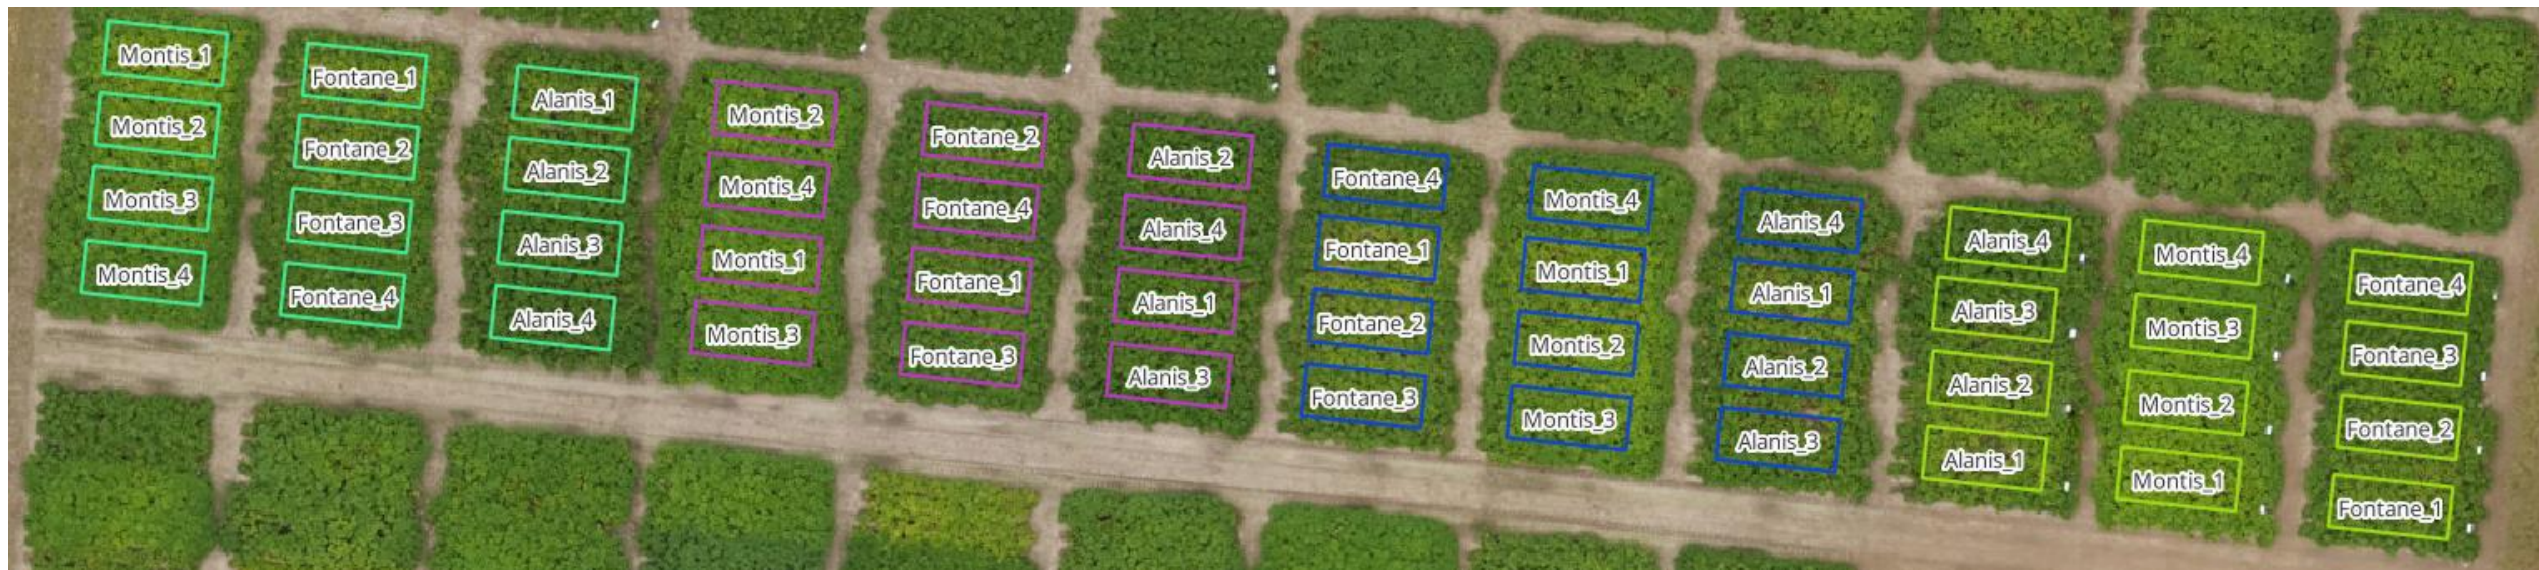 Montis_1
Montis_2
Montis_3
Montis_4
Fontane_1
Fontane_2
Fontane_3
Fontane_4
Alanis_1
Alanis_2
Alanis_3
Alanis_4
Montis_2
Montis_4
Montis_1
Montis_3
Fontane_2
Fontane_4
Fontane_1
Fontane_3
Alanis_2
Alanis_4
Alanis_1
Alanis_3
Fontane_4
Fontane_1
Fontane_2
Fontane_3
Montis_4
Montis_1
Montis_2
Montis_3
Alanis_4
Alanis_1
Alanis_2
Alanis_3
Alanis_4
Alanis_3
Alanis_2
Alanis_1
Montis_4
Montis_3
Montis_2
Montis_1
Fontane_4
Fontane_3
Fontane_2
Fontane_1